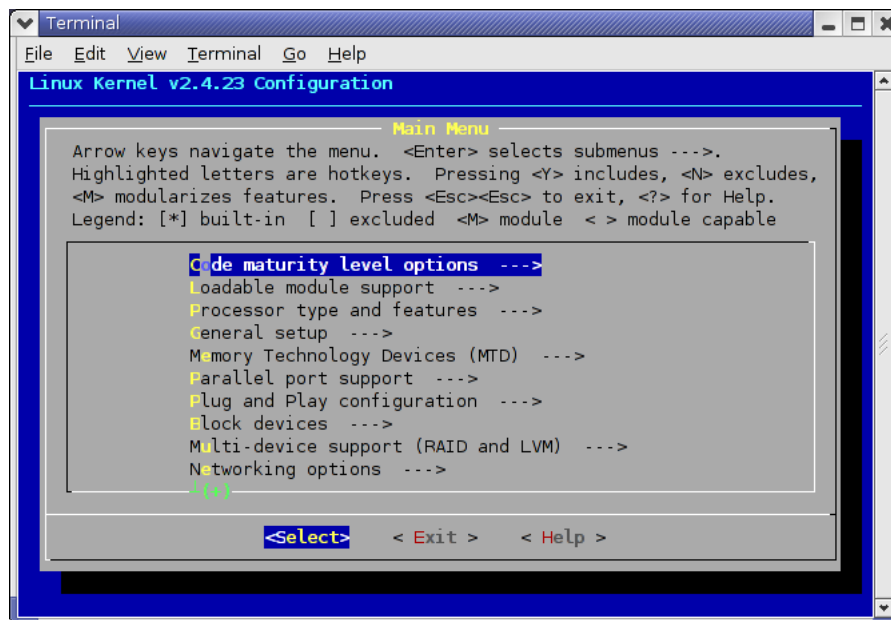 Terminal
File Edit View Terminal Go Help
Linux Kernel v2.4.23 Configuration
Main Menu
Arrow keys navigate the menu. <Enter> selects submenus --->.
Highlighted letters are hotkeys. Pressing <Y> includes, <N> excludes,
<M> modularizes features. Press <Esc><Esc> to exit, <?> for Help.
Legend: [*] built-in [ ] excluded <M> module < > module capable
Code maturity level options --->
Loadable module support --->
Processor type and features --->
General setup --->
Memory Technology Devices (MTD) --->
Parallel port support --->
Plug and Play configuration --->
Block devices --->
Multi-device support (RAID and LVM) --->
Networking options --->
(+)
<Select> < Exit > < Help >